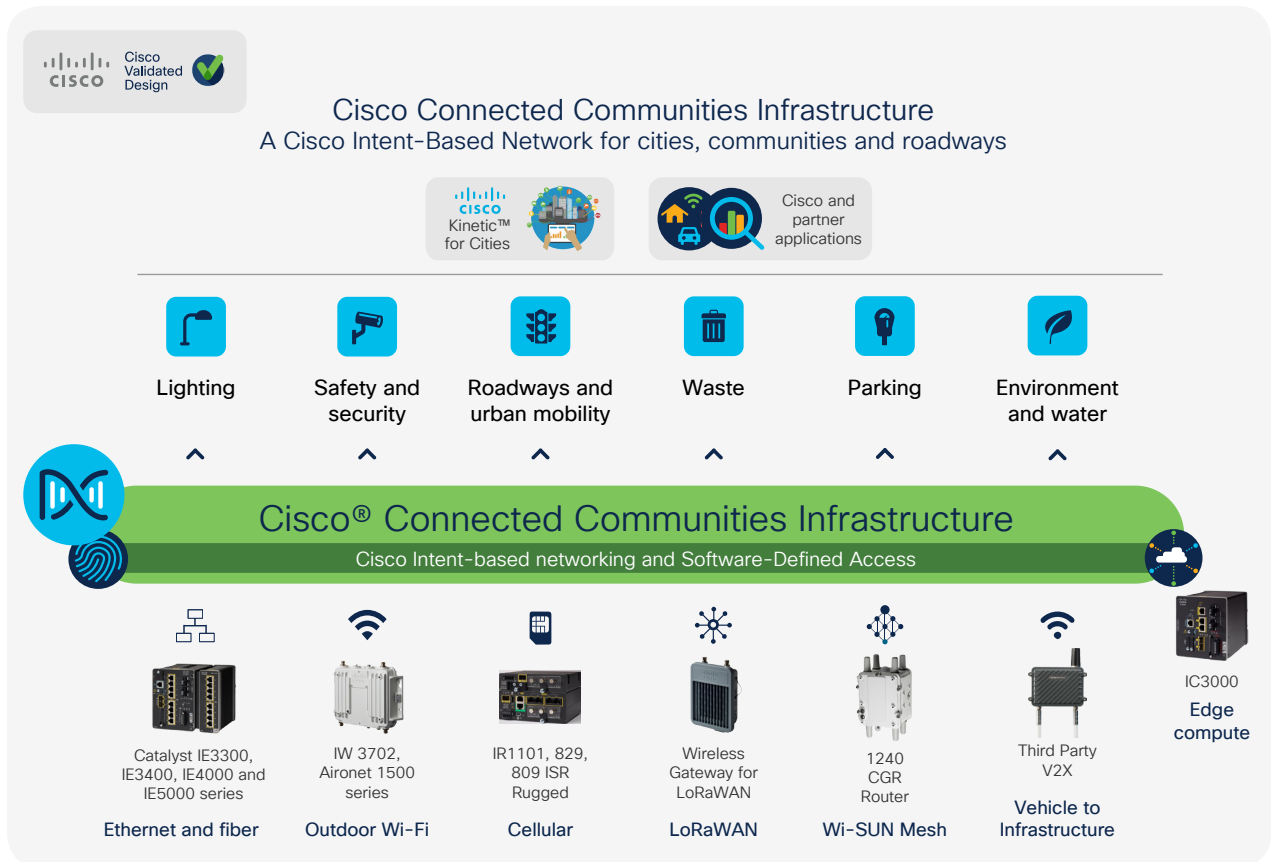 CISCO
Cisco
Validated
Design
Cisco Connected Communities Infrastructure
A Cisco Intent-Based Network for cities, communities and roadways
CISCO
Kinetic™
for Cities
Cisco and
partner
applications
Lighting
Safety and
security
Roadways and
urban mobility
Waste
Parking
Environment
and water
Cisco® Connected Communities Infrastructure
Cisco Intent-based networking and Software-Defined Access
Catalyst IE3300,
IE3400, IE4000 and
IE5000 series
Ethernet and fiber
IW 3702,
Aironet 1500
series
Outdoor Wi-Fi
IR1101, 829,
809 ISR
Rugged
Cellular
Wireless
Gateway for
LoRaWAN
LoRaWAN
1240
CGR
Router
Wi-SUN Mesh
Third Party
V2X
Vehicle to
Infrastructure
IC3000
Edge
compute